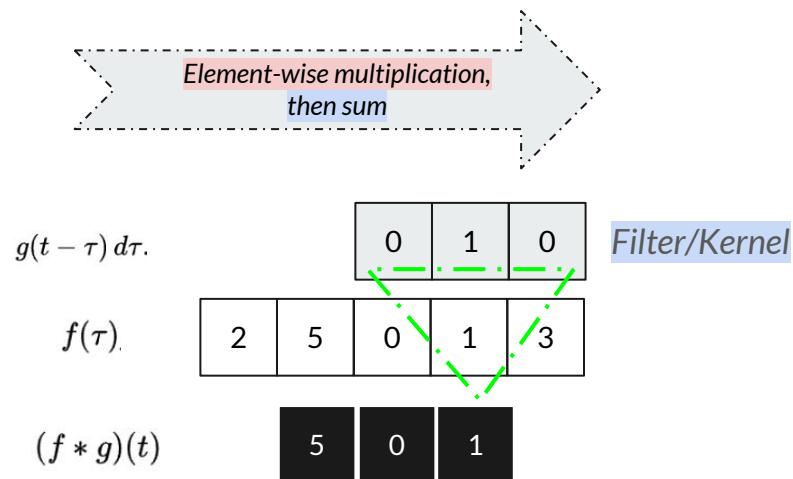 Element-wise multiplication,
then sum
g(t − τ) dτ.
0 1 0
Filter/Kernel
f(τ).
2 5 0 1 3
(f ∗ g)(t)
5 0 1